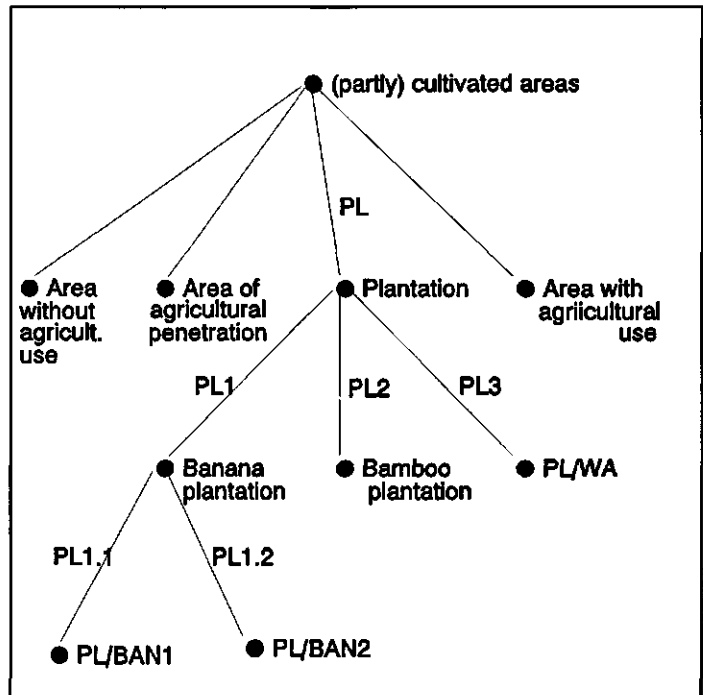 (partly) cultivated areas
PL
Area
without
agricult.
use
Area of
agricultural
penetration
Plantation
Area with
agriicultural
use
PL1
PL2
PL3
Banana
plantation
Bamboo
plantation
PL/WA
PL1.1
PL1.2
PL/BAN1
PL/BAN2